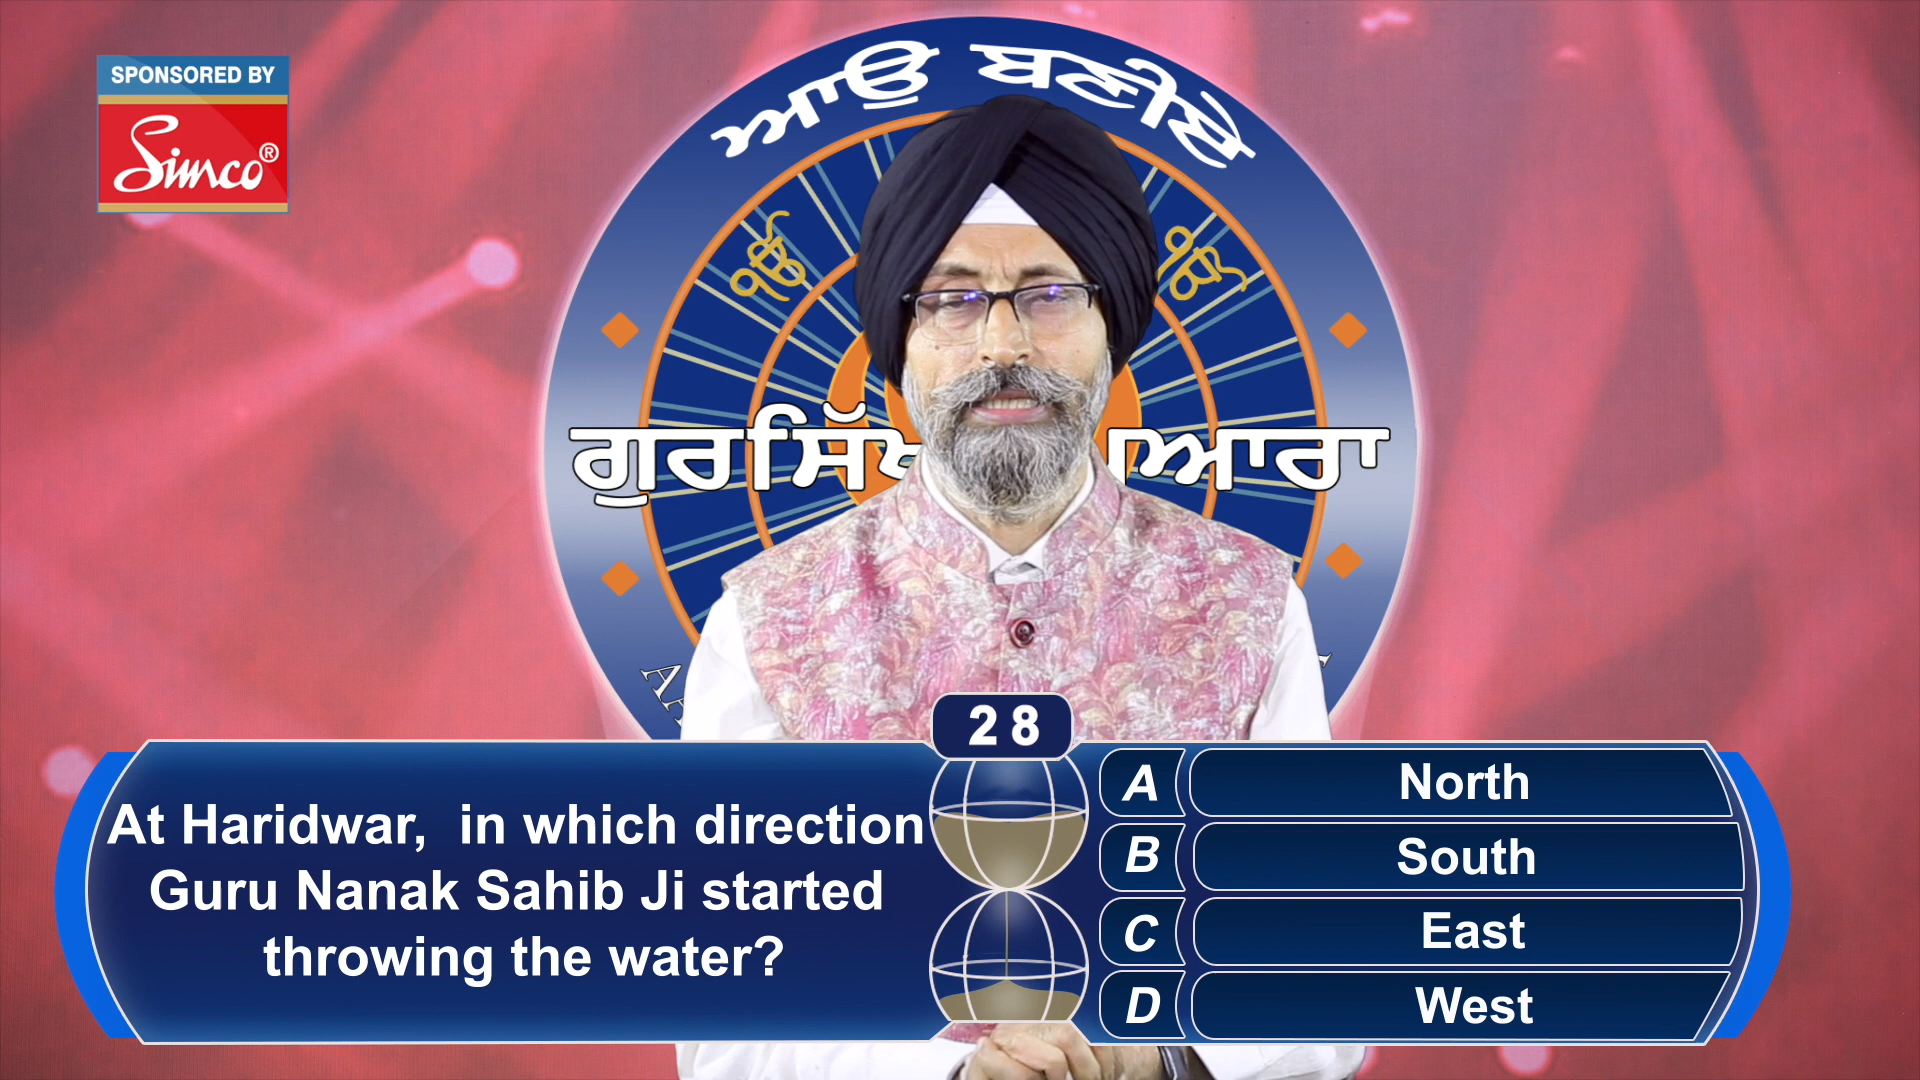 SPONSORED BY
Simco®
ਆਉ ਬਣੀਏ
ੴ
ਗੁਰਸਿੱਖ
28
At Haridwar, in which direction
Guru Nanak Sahib Ji started
throwing the water?
A North
B South
C East
D West